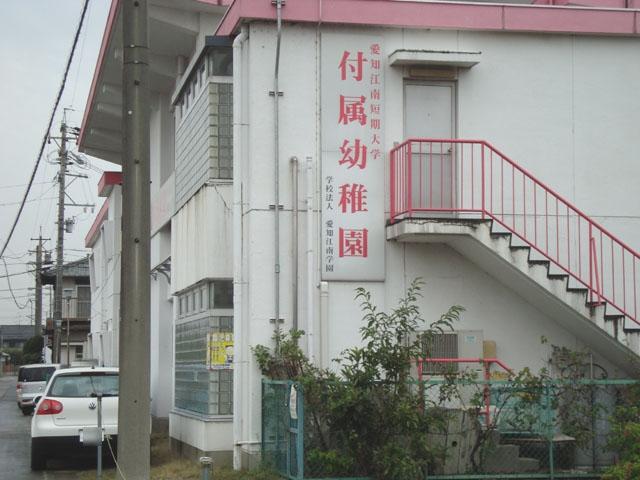 愛知江南短期大学
付属幼稚園
学校法人 愛知江南学園